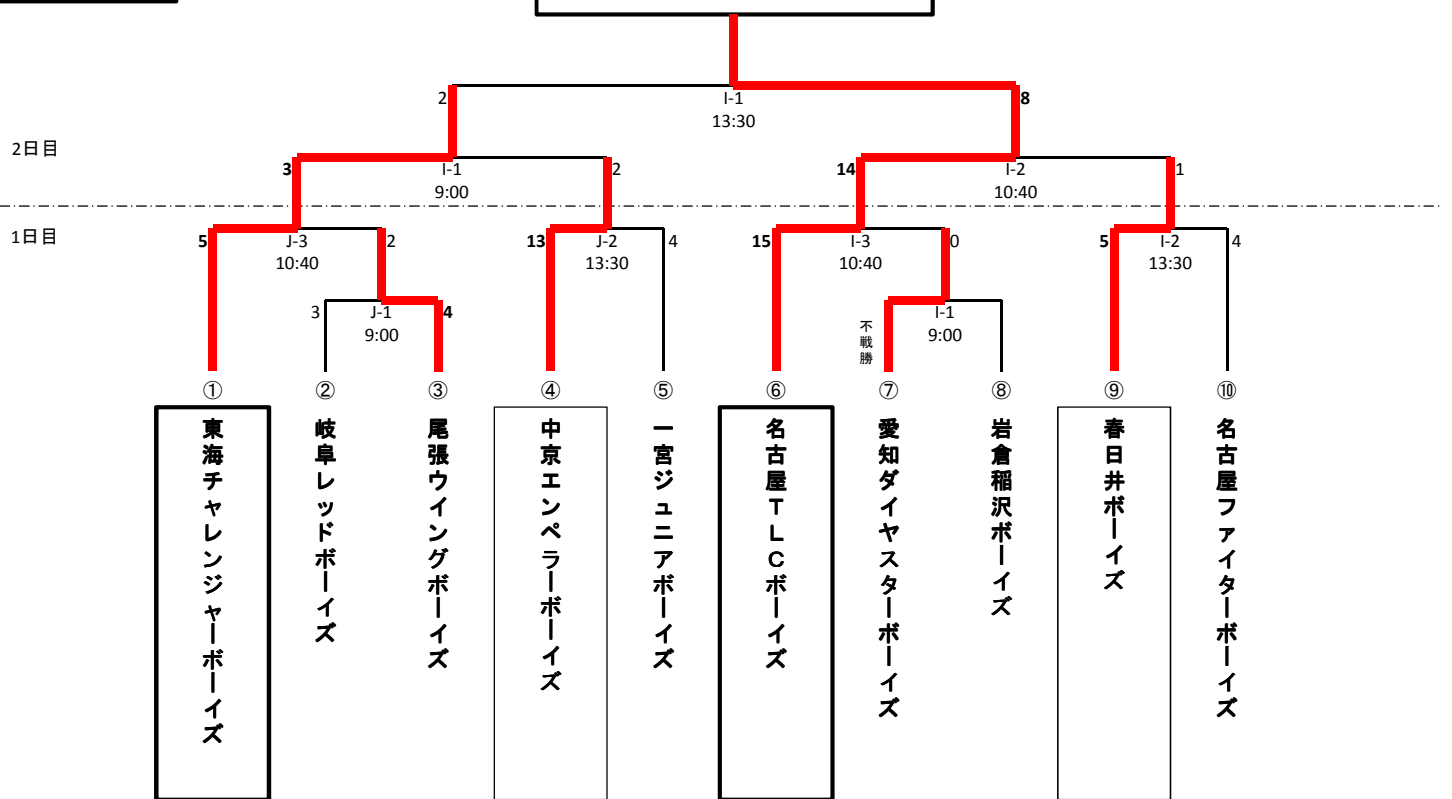 2 I-1 8
13:30
2日目
3 I-1 2 14 I-2 1
9:00 10:40
1日目
5 J-3 2 13 J-2 4 15 I-3 0 5 I-2 4
10:40 13:30 10:40 13:30
3 J-1 4 不戦勝 I-1
9:00 9:00
① ② ③ ④ ⑤ ⑥ ⑦ ⑧ ⑨ ⑩
東海チャレンジャーボーイズ
岐阜レッドボーイズ
尾張ウイングボーイズ
中京エンペラーボーイズ
一宮ジュニアボーイズ
名古屋TLCボーイズ
愛知ダイヤスターボーイズ
岩倉稲沢ボーイズ
春日井ボーイズ
名古屋ファイターボーイズ